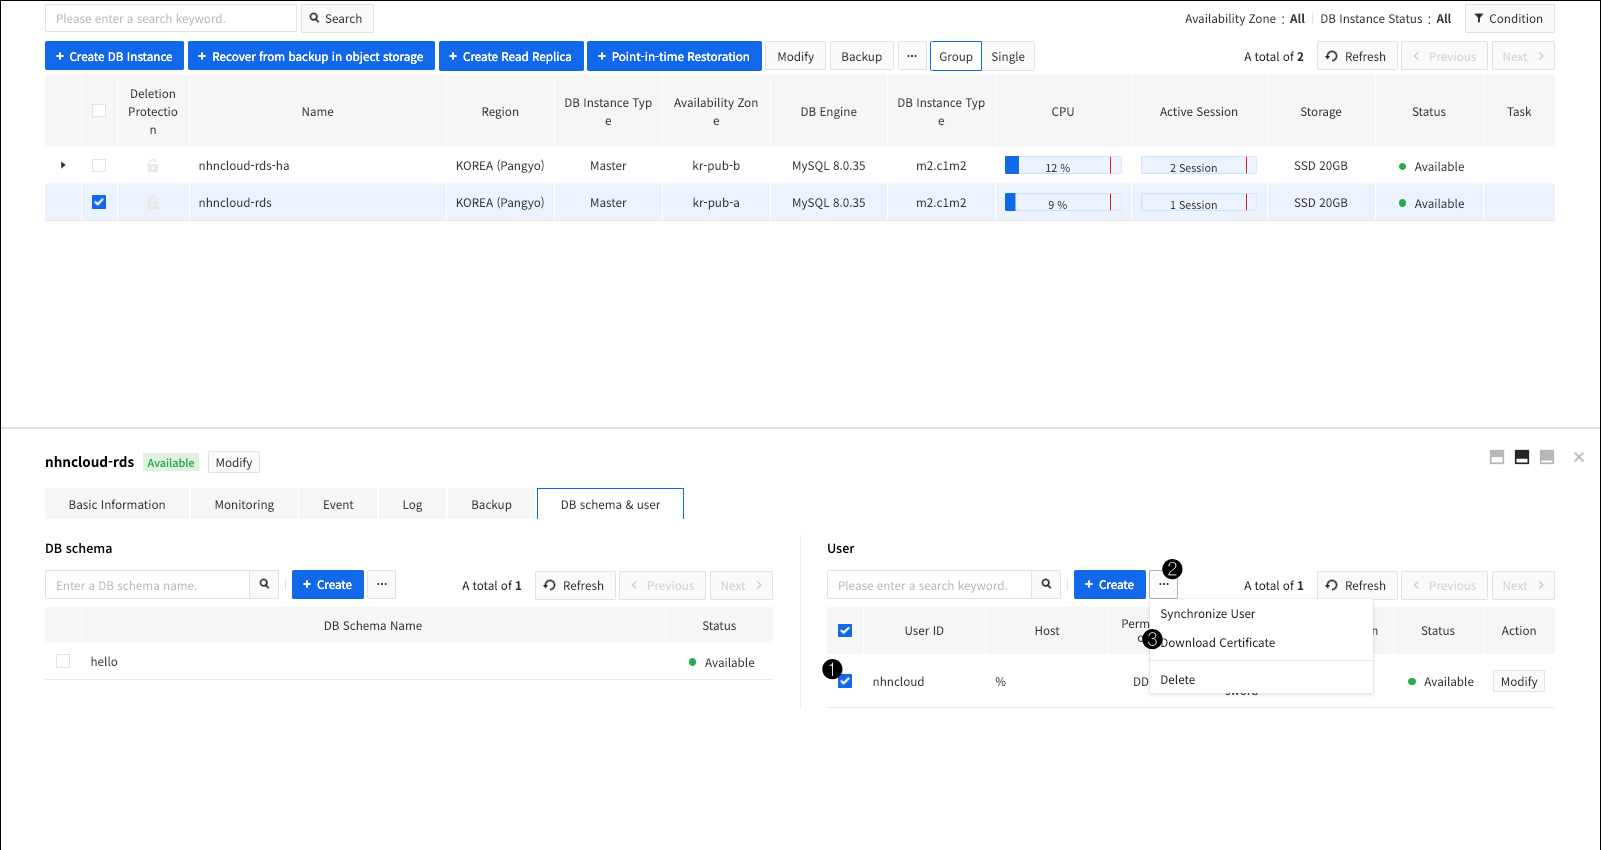 Please enter a search keyword.
Search
Availability Zone : All
DB Instance Status : All
Condition
+ Create DB Instance
+ Recover from backup in object storage
+ Create Read Replica
+ Point-in-time Restoration
Modify
Backup
...
Group
Single
A total of 2
Refresh
< Previous
Next >
Deletion
Protectio
n
Name
Region
DB Instance Typ
e
Availability Zon
e
DB Engine
DB Instance Typ
e
CPU
Active Session
Storage
Status
Task
nhncloud-rds-ha
KOREA (Pangyo)
Master
kr-pub-b
MySQL 8.0.35
m2.c1m2
12 %
2 Session
SSD 20GB
Available
nhncloud-rds
KOREA (Pangyo)
Master
kr-pub-a
MySQL 8.0.35
m2.c1m2
9 %
1 Session
SSD 20GB
Available
nhncloud-rds
Available
Modify
Basic Information
Monitoring
Event
Log
Backup
DB schema & user
DB schema
Enter a DB schema name.
+ Create
...
A total of 1
Refresh
< Previous
Next >
DB Schema Name
Status
hello
Available
User
Please enter a search keyword.
+ Create
2
...
A total of 1
Refresh
< Previous
Next >
Synchronize User
3
Download Certificate
Delete
User ID
Host
Perm
n
Status
Action
1
nhncloud
%
DD
sword
Available
Modify